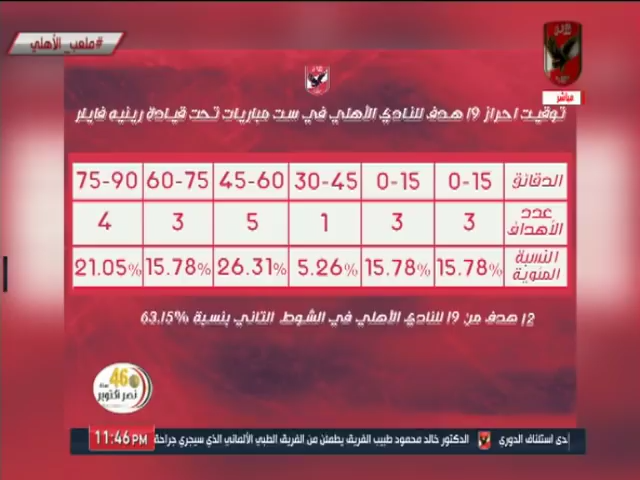 #ملعب_الأهلي
مباشر
توقيت احراز 19 هدف للنادي الأهلي في ست مباريات تحت قيادة رينيه فايلر
الدقائق 0-15 0-15 30-45 45-60 60-75 75-90
عدد الأهداف 3 3 1 5 3 4
النسبة المئوية 15.78% 15.78% 5.26% 26.31% 15.78% 21.05%
12 هدف من 19 للنادي الأهلي في الشوط الثاني بنسبة 63.15%
46 سنة
نصر أكتوبر
دى استئناف الدوري الدكتور خالد محمود طبيب الفريق يطمئن من الفريق الطبي الألماني الذي سيجري جراحة
11:46 PM